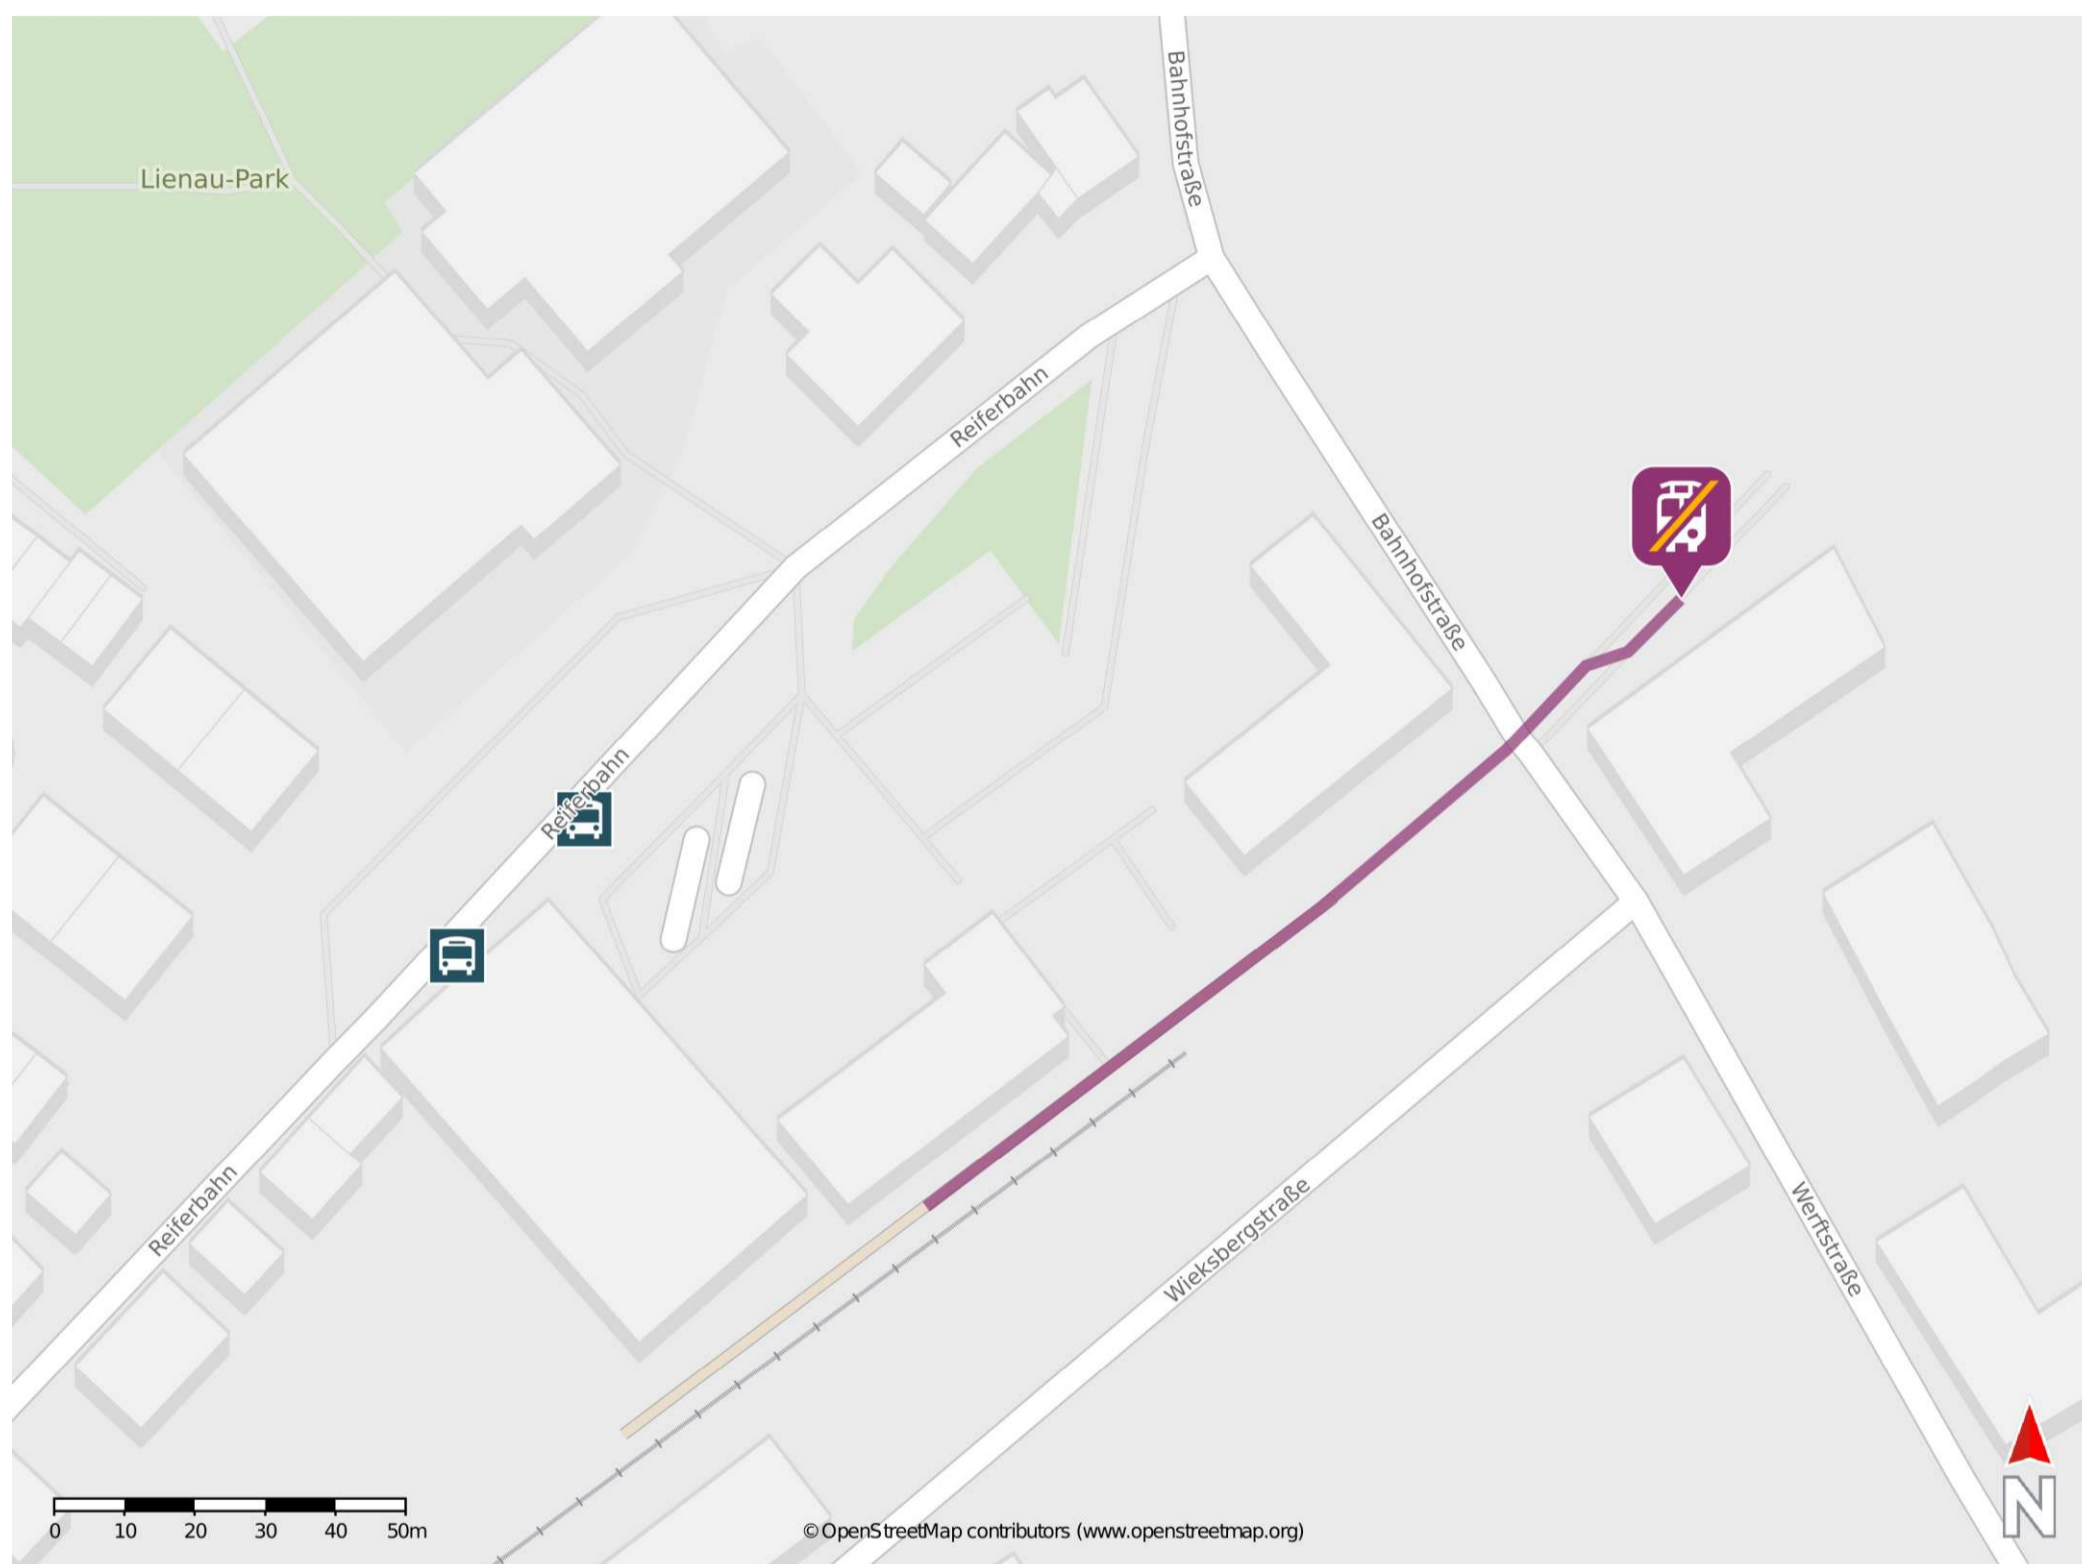 Bahnhofstraße
Lienau-Park
Reiferbahn
Bahnhofstraße
Reiferbahn
Reiferbahn
Wieksbergstraße
Werftstraße
0 10 20 30 40 50m
© OpenStreetMap contributors (www.openstreetmap.org)
N